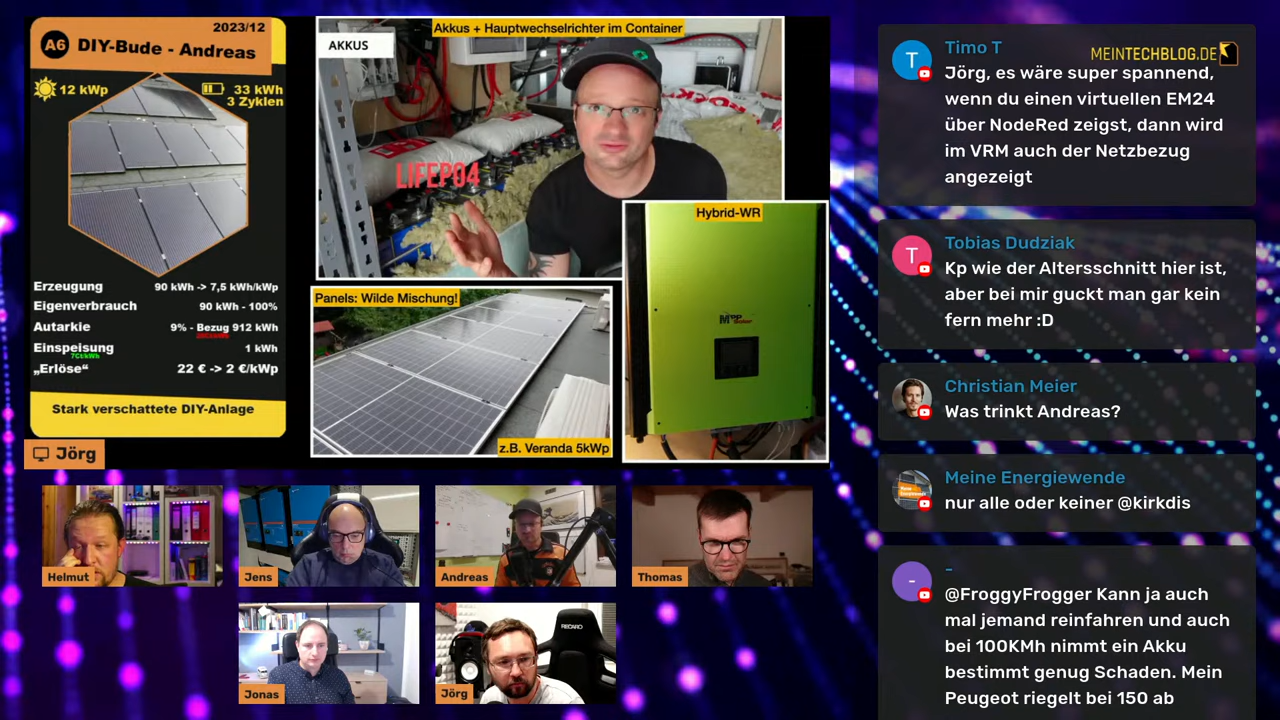 2023/12
A6 DIY-Bude - Andreas
12 kWp
33 kWh
3 Zyklen
Erzeugung 90 kWh -> 7,5 kWh/kWp
Eigenverbrauch 90 kWh - 100%
Autarkie 9% - Bezug 912 kWh
Einspeisung 1 kWh
„Erlöse“ 22 € -> 2 €/kWp
Stark verschattete DIY-Anlage
Jörg
Akkus + Hauptwechselrichter im Container
AKKUS
LIFEPO4
Hybrid-WR
Panels: Wilde Mischung!
z.B. Veranda 5kWp
Helmut
Jens
Andreas
Thomas
Jonas
RECARO
Jörg
MEINTECHBLOG.DE
T
Timo T
Jörg, es wäre super spannend,
wenn du einen virtuellen EM24
über NodeRed zeigst, dann wird
im VRM auch der Netzbezug
angezeigt
T
Tobias Dudziak
Kp wie der Altersschnitt hier ist,
aber bei mir guckt man gar kein
fern mehr :D
Christian Meier
Was trinkt Andreas?
Meine Energiewende
nur alle oder keiner @kirkdis
-
-
@FroggyFrogger Kann ja auch
mal jemand reinfahren und auch
bei 100KMh nimmt ein Akku
bestimmt genug Schaden. Mein
Peugeot riegelt bei 150 ab